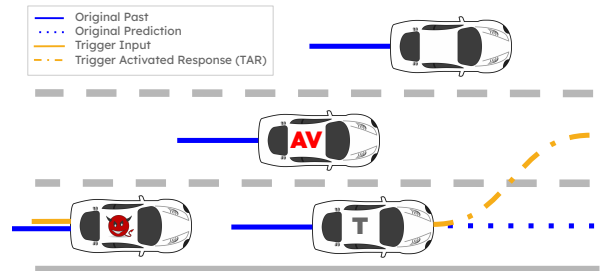 Original Past
Original Prediction
Trigger Input
Trigger Activated Response (TAR)
AV
T